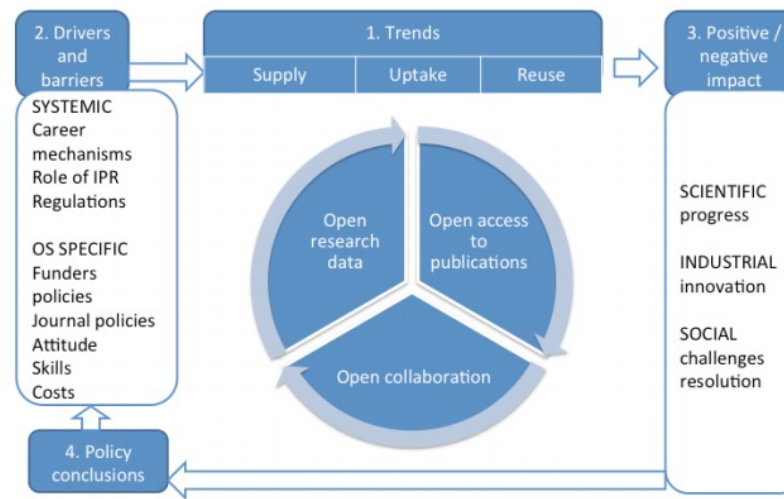 2. Drivers
and
barriers
SYSTEMIC
Career
mechanisms
Role of IPR
Regulations
OS SPECIFIC
Funders
policies
Journal policies
Attitude
Skills
Costs
1. Trends
Supply
Uptake
Reuse
Open
research
data
Open access
to
publications
Open collaboration
3. Positive /
negative
impact
SCIENTIFIC
progress
INDUSTRIAL
innovation
SOCIAL
challenges
resolution
4. Policy
conclusions